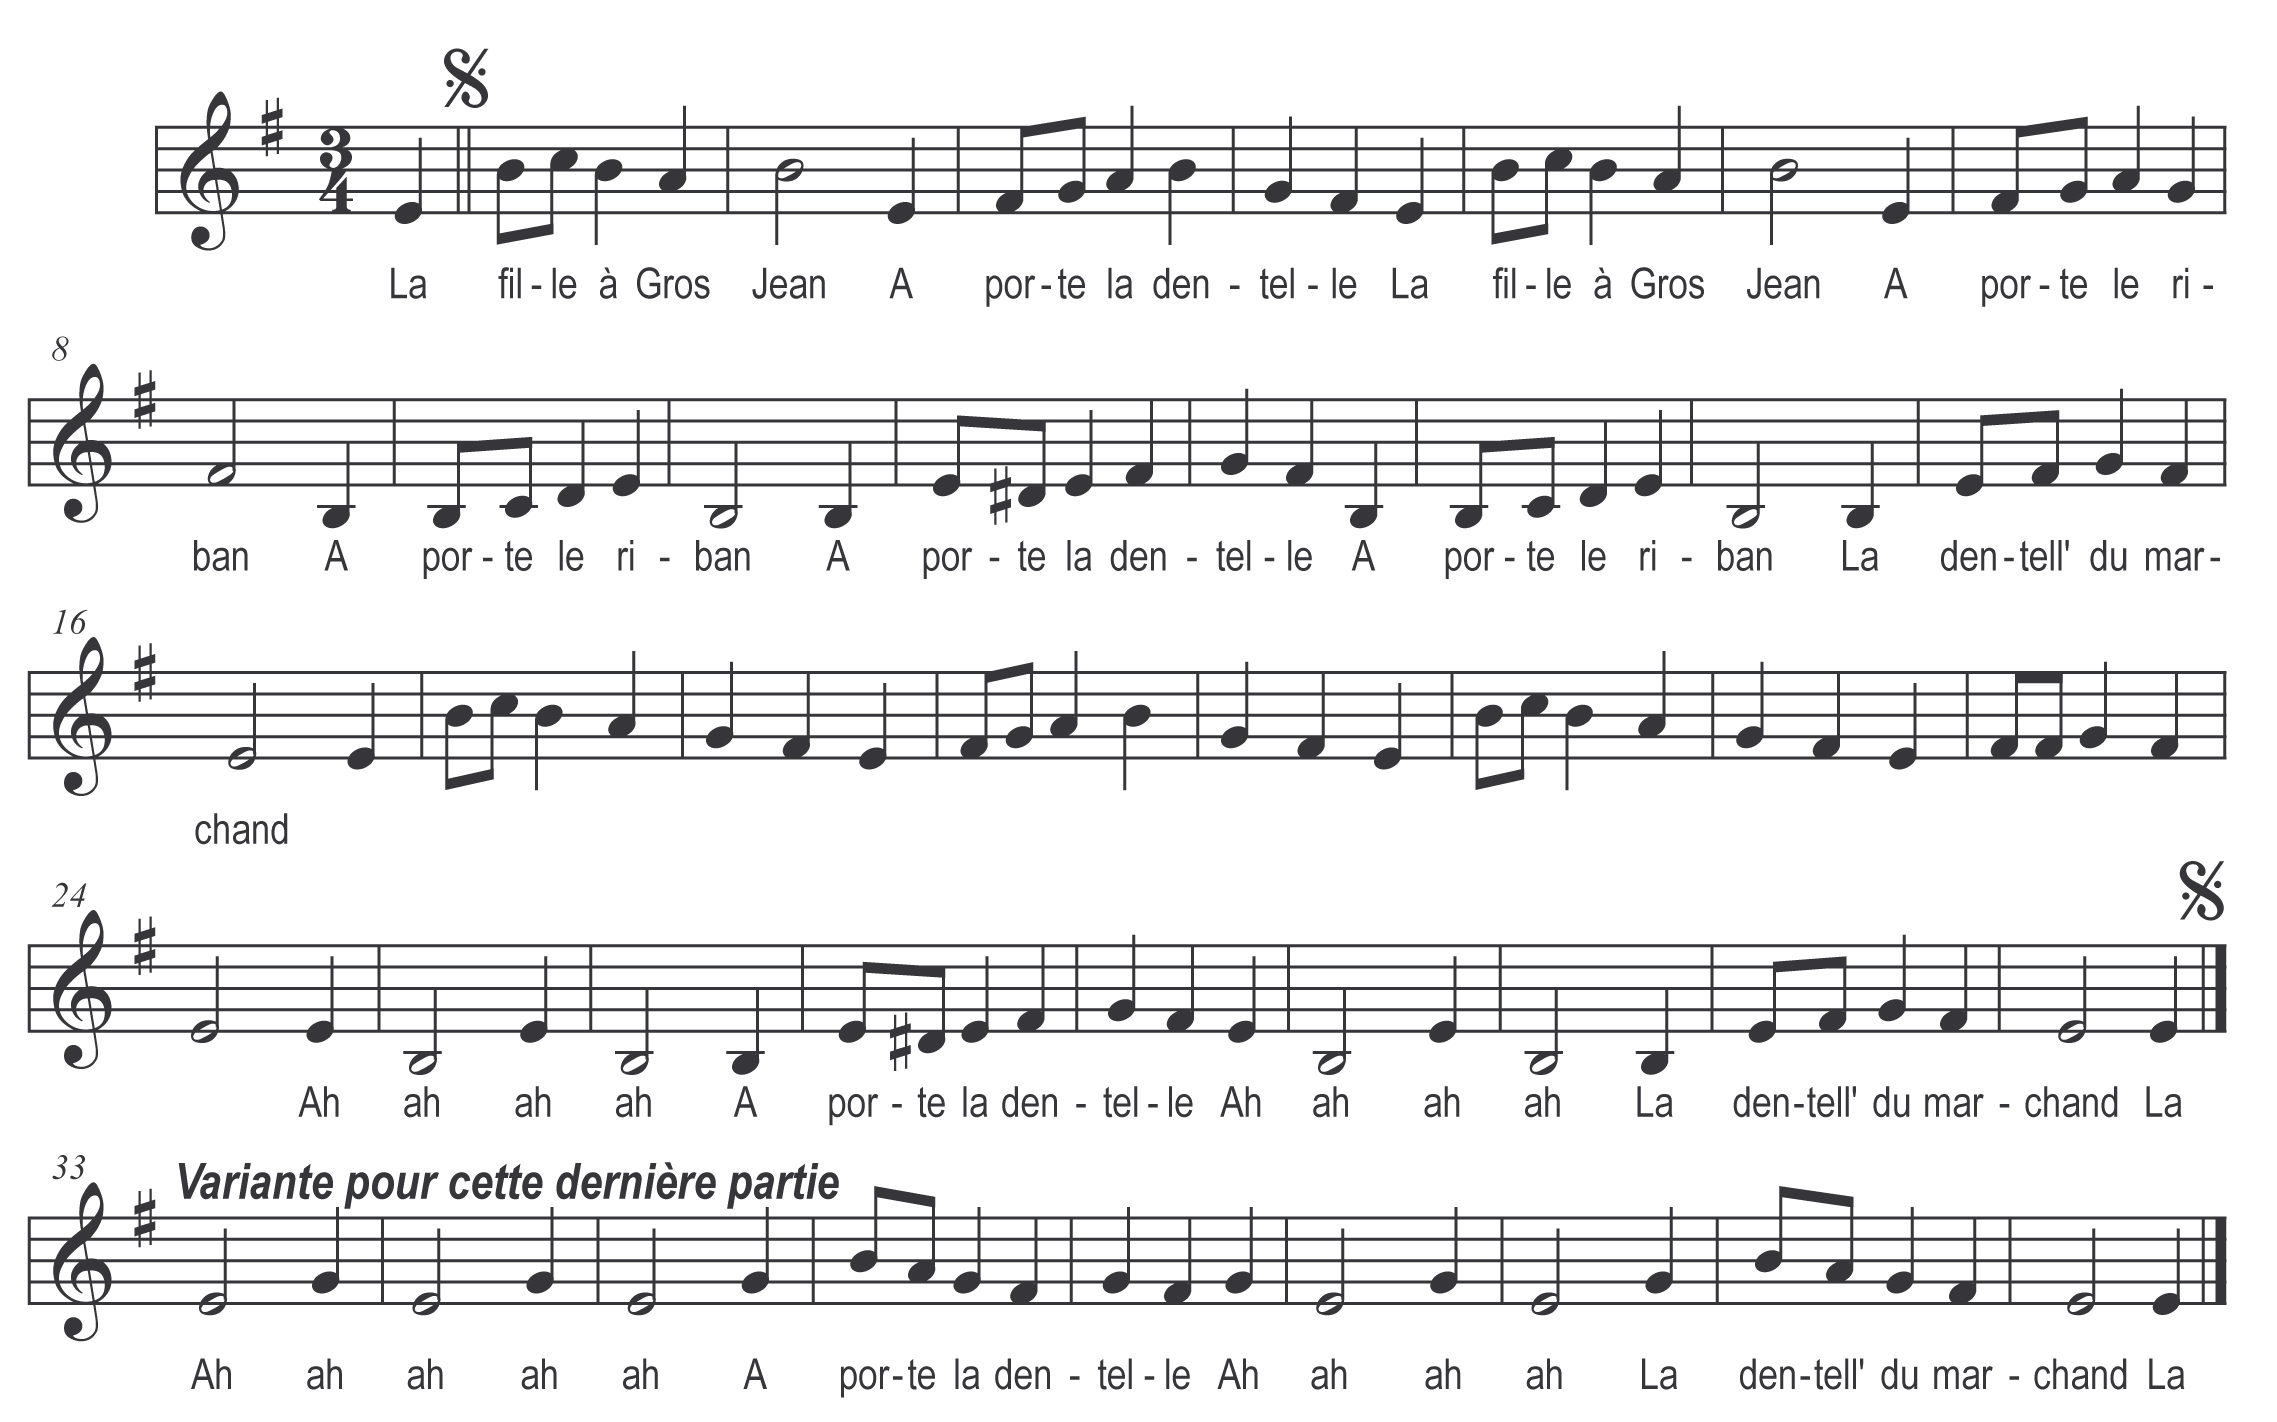 3
4
La fil - le à Gros Jean A por - te la den - tel - le La fil - le à Gros Jean A por - te le ri -
8
ban A por - te le ri - ban A por - te la den - tel - le A por - te le ri - ban La den - tell' du mar -
16
chand
24
Ah ah ah ah A por - te la den - tel - le Ah ah ah ah La den - tell' du mar - chand La
33
Variante pour cette dernière partie
Ah ah ah ah ah A por - te la den - tel - le Ah ah ah ah La den - tell' du mar - chand La